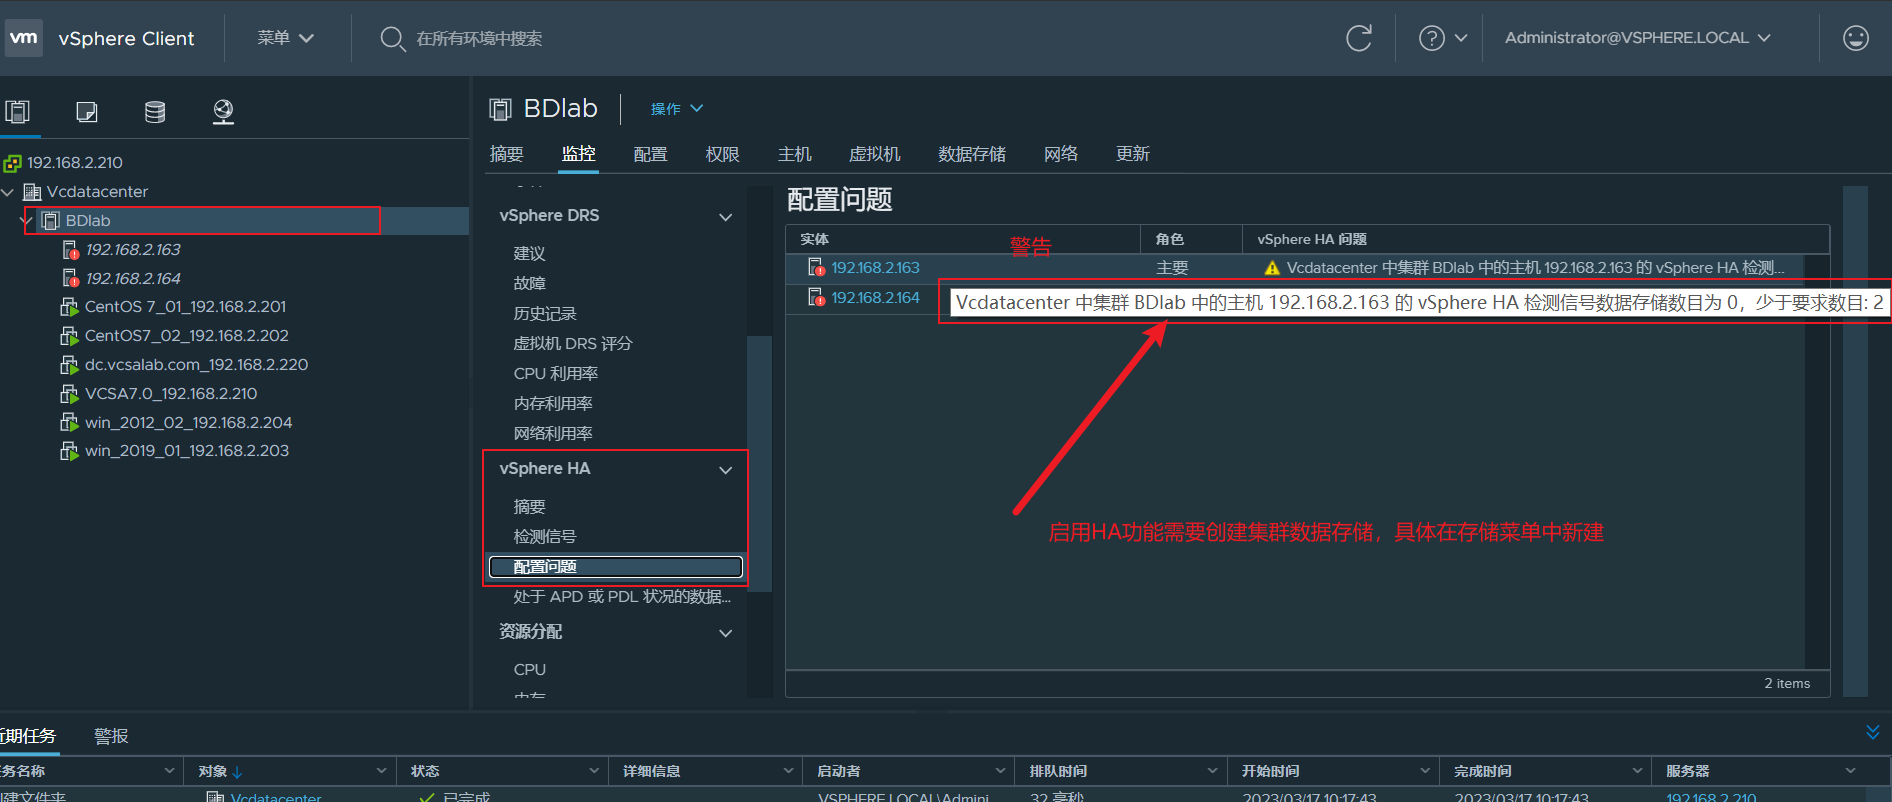 vm vSphere Client 菜单 在所有环境中搜索 Administrator@VSPHERE.LOCAL
192.168.2.210
Vcdatacenter
BDlab
192.168.2.163
192.168.2.164
CentOS 7_01_192.168.2.201
CentOS7_02_192.168.2.202
dc.vcsalab.com_192.168.2.220
VCSA7.0_192.168.2.210
win_2012_02_192.168.2.204
win_2019_01_192.168.2.203
BDlab 操作
摘要 监控 配置 权限 主机 虚拟机 数据存储 网络 更新
vSphere DRS
建议
故障
历史记录
虚拟机 DRS 评分
CPU 利用率
内存利用率
网络利用率
vSphere HA
摘要
检测信号
配置问题
处于 APD 或 PDL 状况的数据...
资源分配
CPU
内存
配置问题
实体 角色 vSphere HA 问题
警告
192.168.2.163 主要 Vcdatacenter 中集群 BDlab 中的主机 192.168.2.163 的 vSphere HA 检测...
192.168.2.164
Vcdatacenter 中集群 BDlab 中的主机 192.168.2.163 的 vSphere HA 检测信号数据存储数目为 0，少于要求数目: 2
启用HA功能需要创建集群数据存储，具体在存储菜单中新建
2 items
近期任务 警报
任务名称 对象 状态 详细信息 启动者 排队时间 开始时间 完成时间 服务器
创建文件夹 Vcdatacenter 已完成 VSPHERE.LOCAL\Admini 32 毫秒 2023/03/17 10:17:43 2023/03/17 10:17:43 192.168.2.210